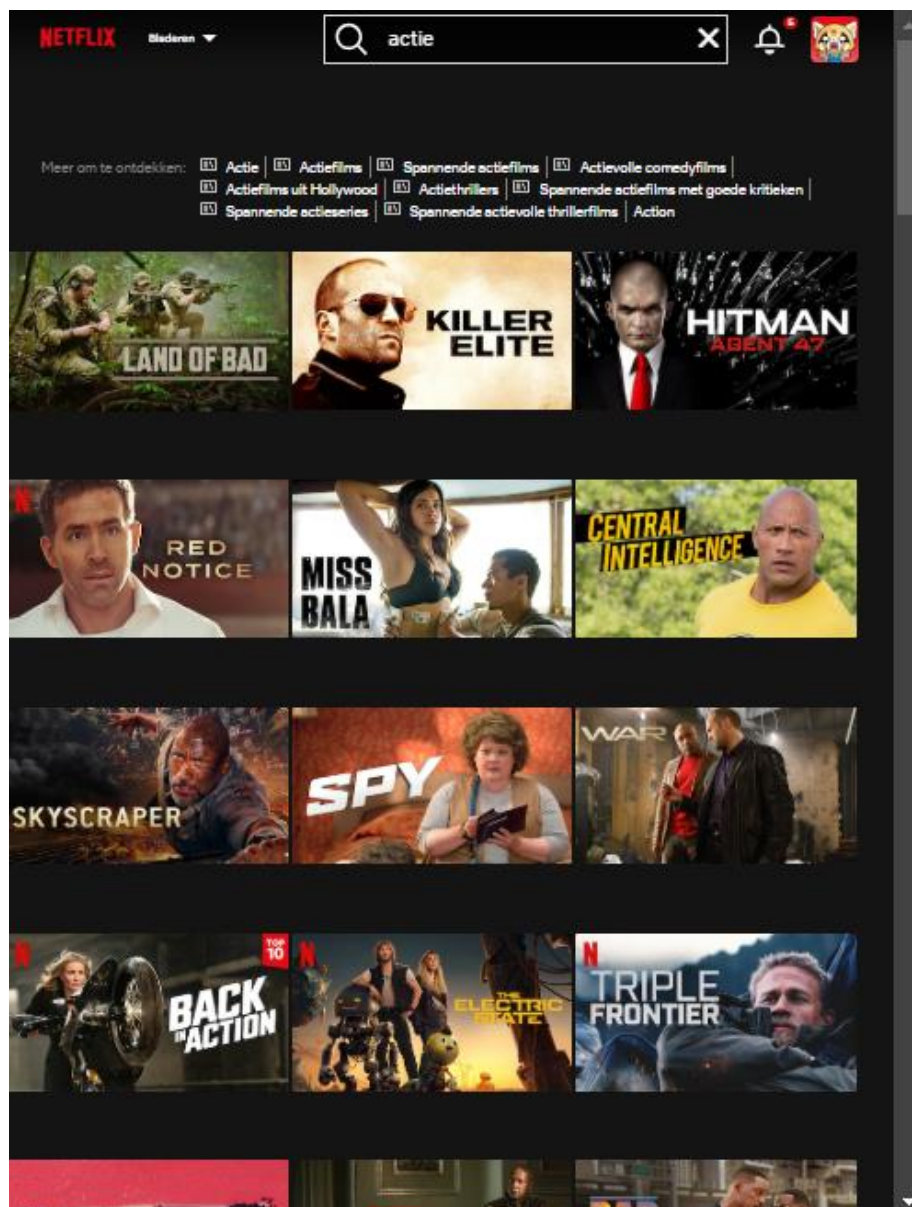 NETFLIX Bladeren actie 6
Meer om te ontdekken: Actie | Actiefilms | Spannende actiefilms | Actievolle comedyfilms |
Actiefilms uit Hollywood | Actiethrillers | Spannende actiefilms met goede kritieken |
Spannende actieseries | Spannende actievolle thrillerfilms | Action
LAND OF BAD
KILLER
ELITE
HITMAN
AGENT 47
N
RED
NOTICE
MISS
BALA
CENTRAL
INTELLIGENCE
SKYSCRAPER
SPY
WAR
N
TOP
10
BACK
IN ACTION
N
THE
ELECTRIC
STATE
N
TRIPLE
FRONTIER